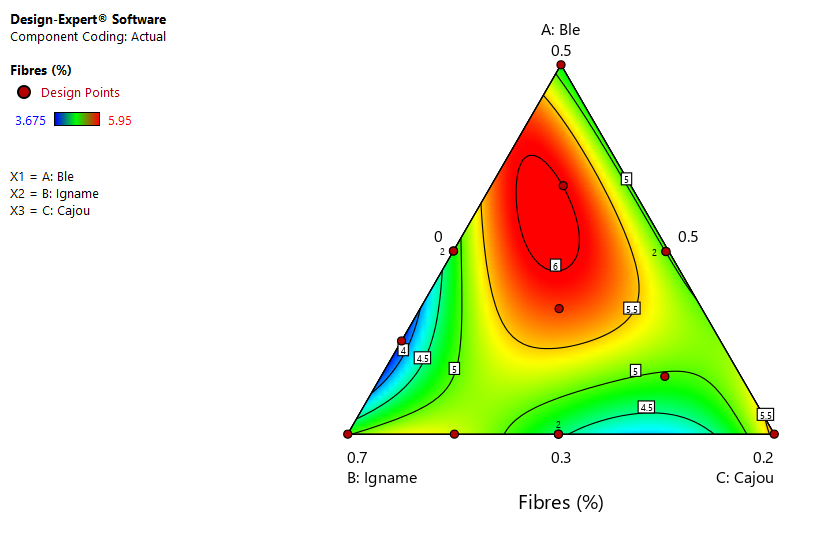 Design-Expert® Software
Component Coding: Actual
Fibres (%)
Design Points
3.675 5.95
X1 = A: Ble
X2 = B: Igname
X3 = C: Cajou
A: Ble
0.5
5
0 0.5
2 2
6
5.5
4
4.5
5 5
4.5
5.5
2
0.7 0.3 0.2
B: Igname C: Cajou
Fibres (%)